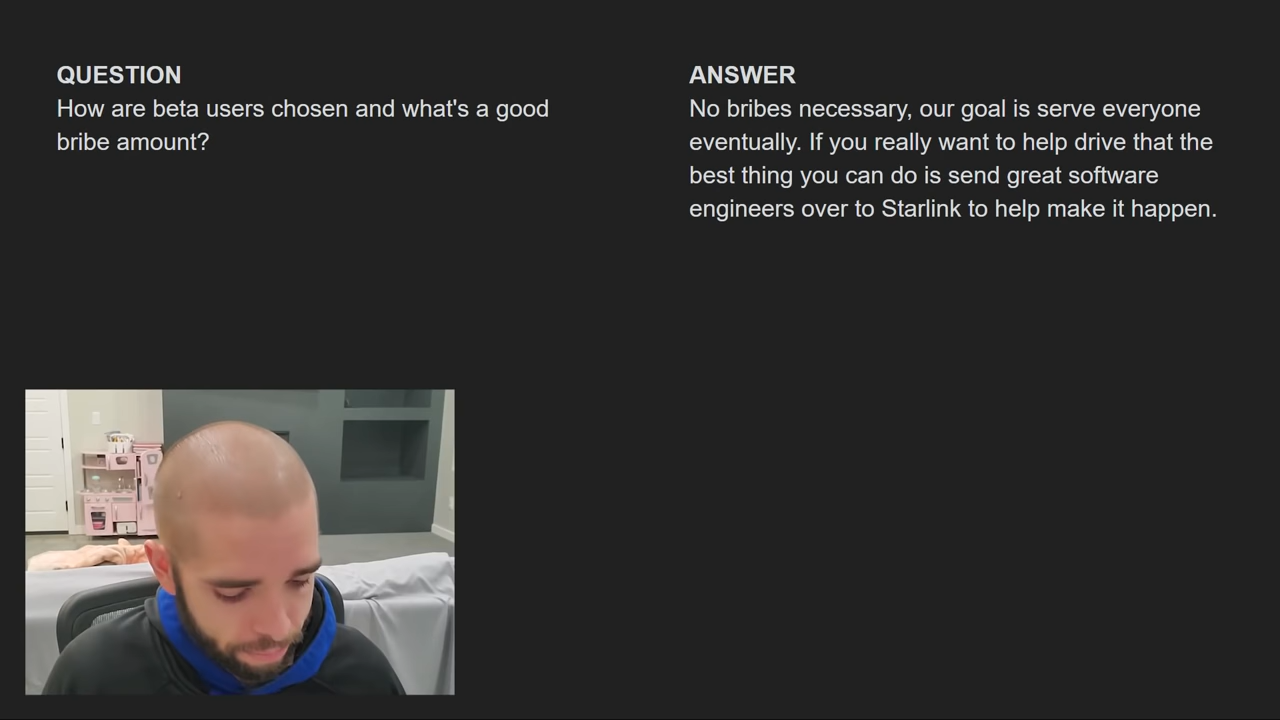 QUESTION
How are beta users chosen and what's a good
bribe amount?
ANSWER
No bribes necessary, our goal is serve everyone
eventually. If you really want to help drive that the
best thing you can do is send great software
engineers over to Starlink to help make it happen.